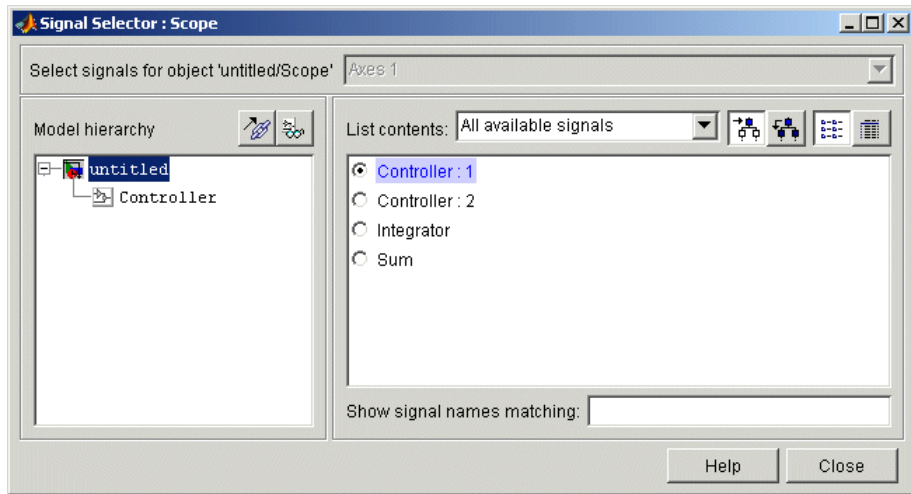 Signal Selector : Scope
Select signals for object 'untitled/Scope' Axes 1
Model hierarchy
untitled
Controller
List contents: All available signals
Controller : 1
Controller : 2
Integrator
Sum
Show signal names matching:
Help Close